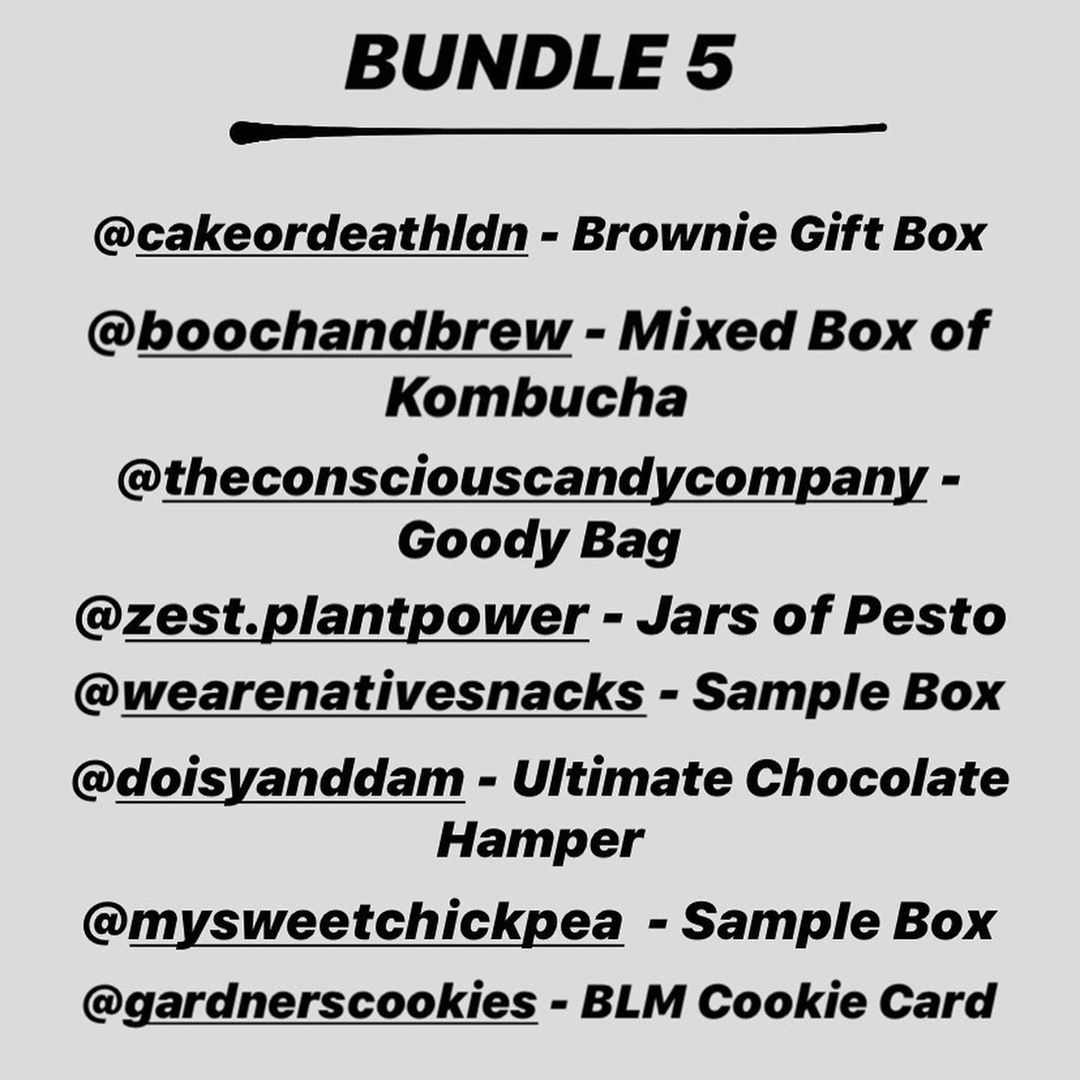 BUNDLE 5
@cakeordeathldn - Brownie Gift Box
@boochandbrew - Mixed Box of
Kombucha
@theconsciouscandycompany -
Goody Bag
@zest.plantpower - Jars of Pesto
@wearenativesnacks - Sample Box
@doisyanddam - Ultimate Chocolate
Hamper
@mysweetchickpea - Sample Box
@gardnerscookies - BLM Cookie Card